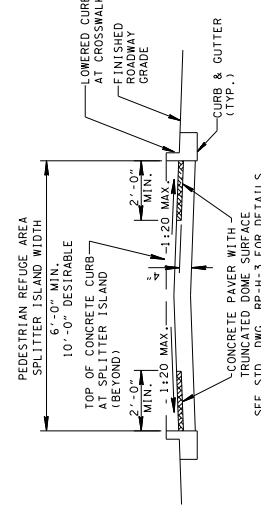 PEDESTRIAN REFUGE AREA
SPLITTER ISLAND WIDTH
6'-0" MIN.
10'-0" DESIRABLE
TOP OF CONCRETE CURB
AT SPLITTER ISLAND
(BEYOND)
2'-0"
MIN.
1:20 MAX.
4"
1:20 MAX.
2'-0"
MIN.
LOWERED CURB
AT CROSSWALK
FINISHED
ROADWAY
GRADE
CURB & GUTTER
(TYP.)
CONCRETE PAVER WITH
TRUNCATED DOME SURFACE
SEE STD. DWG. RP-H-3 FOR DETAILS